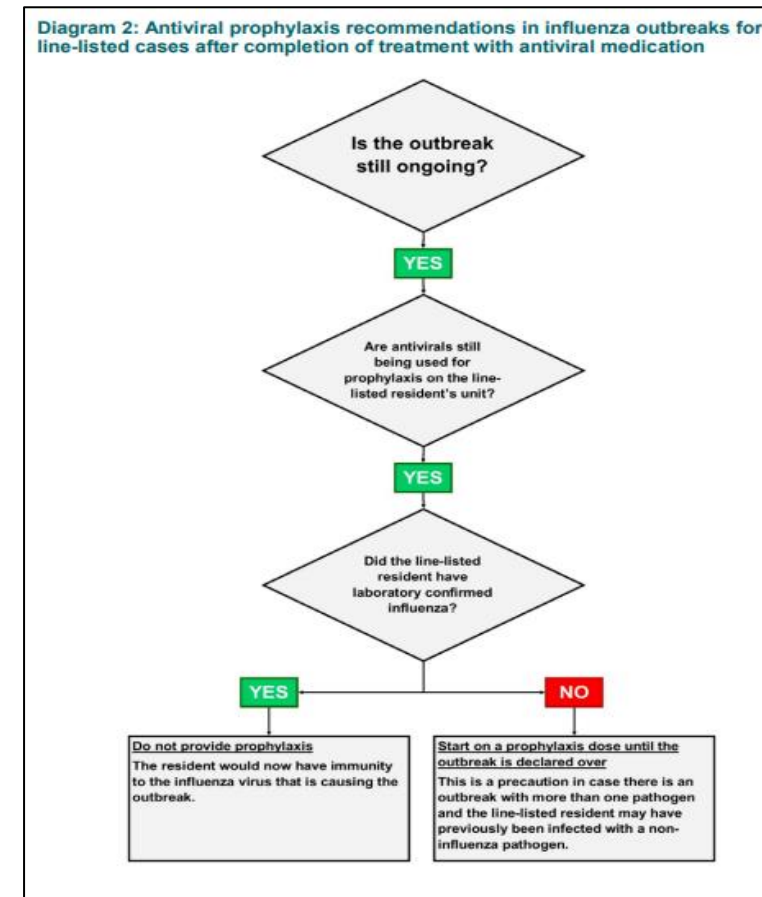 Diagram 2: Antiviral prophylaxis recommendations in influenza outbreaks for
line-listed cases after completion of treatment with antiviral medication
Is the outbreak
still ongoing?
YES
Are antivirals still
being used for
prophylaxis on the line-
listed resident's unit?
YES
Did the line-listed
resident have
laboratory confirmed
influenza?
YES
NO
Do not provide prophylaxis
The resident would now have immunity
to the influenza virus that is causing the
outbreak.
Start on a prophylaxis dose until the
outbreak is declared over
This is a precaution in case there is an
outbreak with more than one pathogen
and the line-listed resident may have
previously been infected with a non-
influenza pathogen.